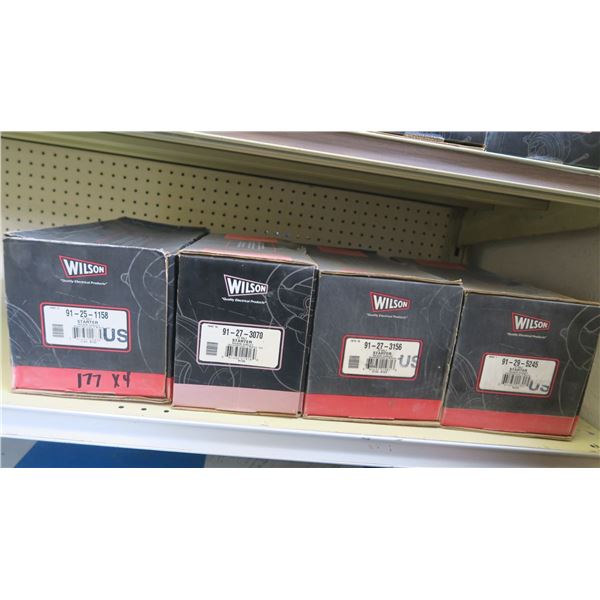 WILSON
"Quality Electrical Products"
91-25-1158
STARTER
US
177 X4
WILSON
"Quality Electrical Products"
91-27-3070
STARTER
WILSON
"Quality Electrical Products"
91-27-3156
STARTER
US
WILSON
"Quality Electrical Products"
91-29-5245
STARTER
US